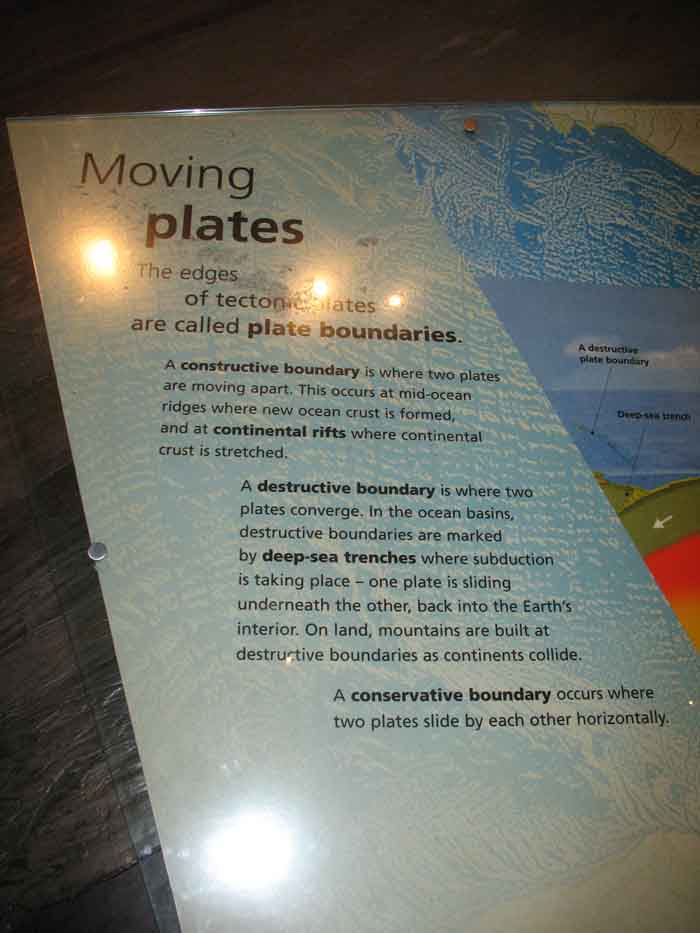 Moving
plates
The edges
of tectonic plates
are called plate boundaries.
A constructive boundary is where two plates
are moving apart. This occurs at mid-ocean
ridges where new ocean crust is formed,
and at continental rifts where continental
crust is stretched.
A destructive boundary is where two
plates converge. In the ocean basins,
destructive boundaries are marked
by deep-sea trenches where subduction
is taking place – one plate is sliding
underneath the other, back into the Earth's
interior. On land, mountains are built at
destructive boundaries as continents collide.
A conservative boundary occurs where
two plates slide by each other horizontally.
A destructive
plate boundary
Deep-sea trench